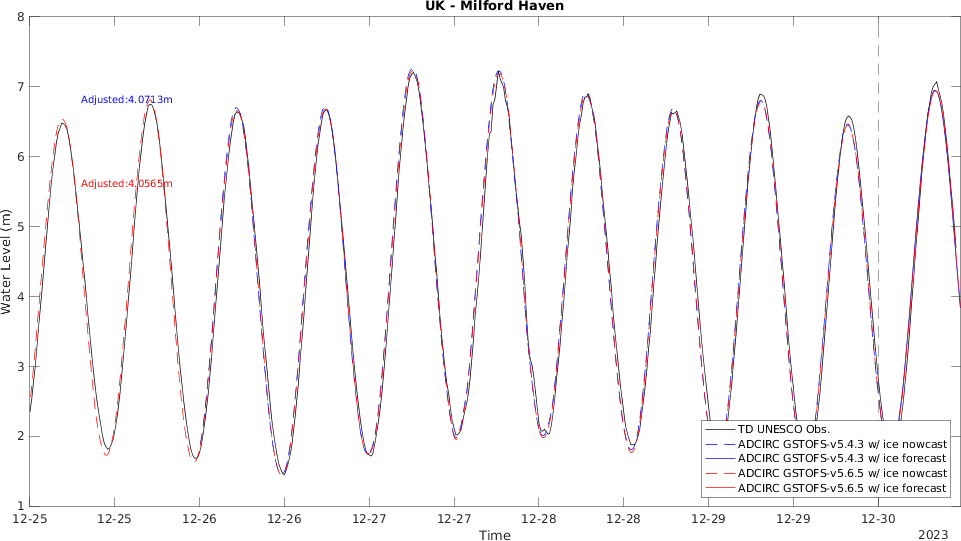 UK - Milford Haven
8
7
6
5
4
3
2
1
Water Level (m)
Adjusted:4.0713m
Adjusted:4.0565m
TD UNESCO Obs.
ADCIRC GSTOFS-v5.4.3 w/ ice nowcast
ADCIRC GSTOFS-v5.4.3 w/ ice forecast
ADCIRC GSTOFS-v5.6.5 w/ ice nowcast
ADCIRC GSTOFS-v5.6.5 w/ ice forecast
12-25 12-25 12-26 12-26 12-27 12-27 12-28 12-28 12-29 12-29 12-30
Time
2023